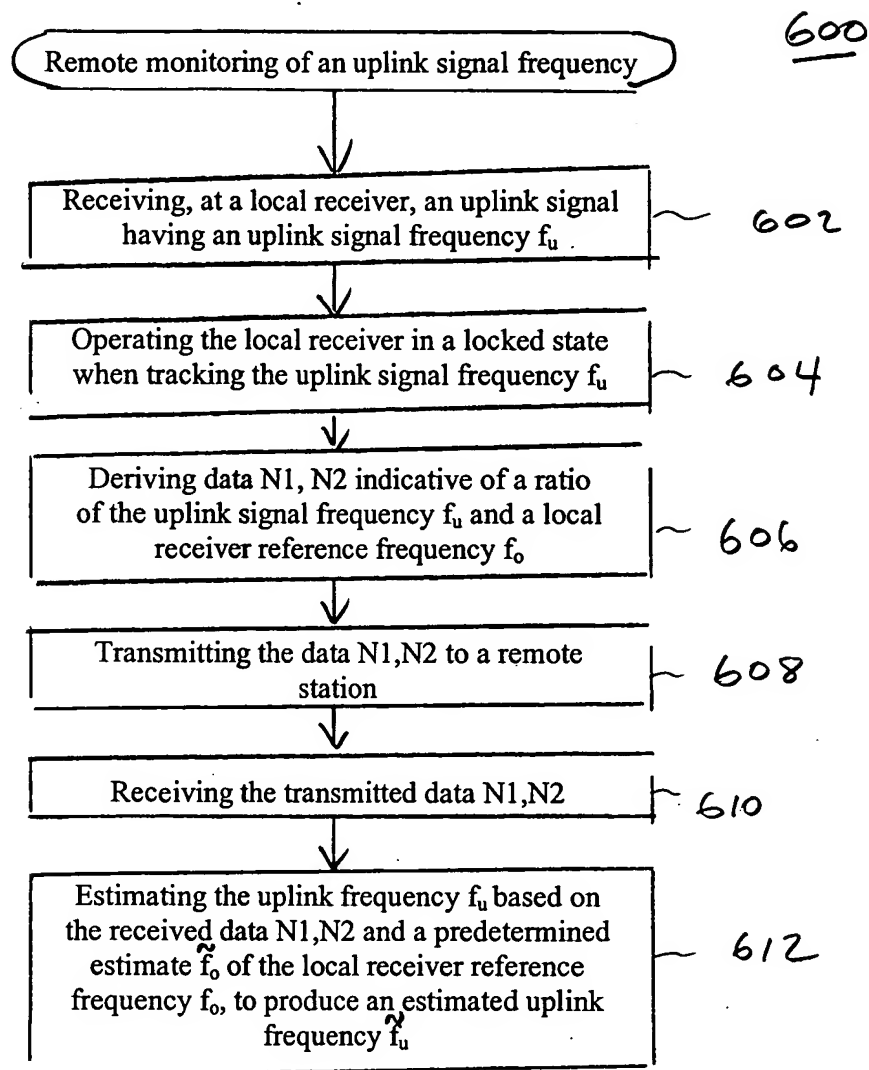 600
Remote monitoring of an uplink signal frequency
Receiving, at a local receiver, an uplink signal
having an uplink signal frequency fu .
602
Operating the local receiver in a locked state
when tracking the uplink signal frequency fu
604
Deriving data N1, N2 indicative of a ratio
of the uplink signal frequency fu and a local
receiver reference frequency fo
606
Transmitting the data N1,N2 to a remote
station
608
Receiving the transmitted data N1,N2
610
Estimating the uplink frequency fu based on
the received data N1,N2 and a predetermined
estimate f̃o of the local receiver reference
frequency fo, to produce an estimated uplink
frequency f̃u
612